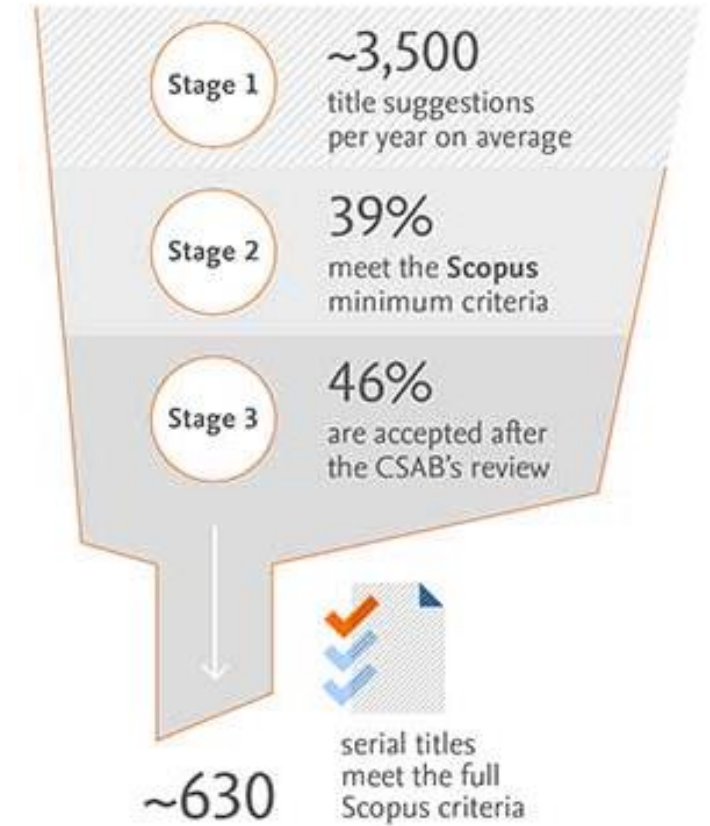 Stage 1
~3,500
title suggestions
per year on average
Stage 2
39%
meet the Scopus
minimum criteria
Stage 3
46%
are accepted after
the CSAB's review
~630
serial titles
meet the full
Scopus criteria